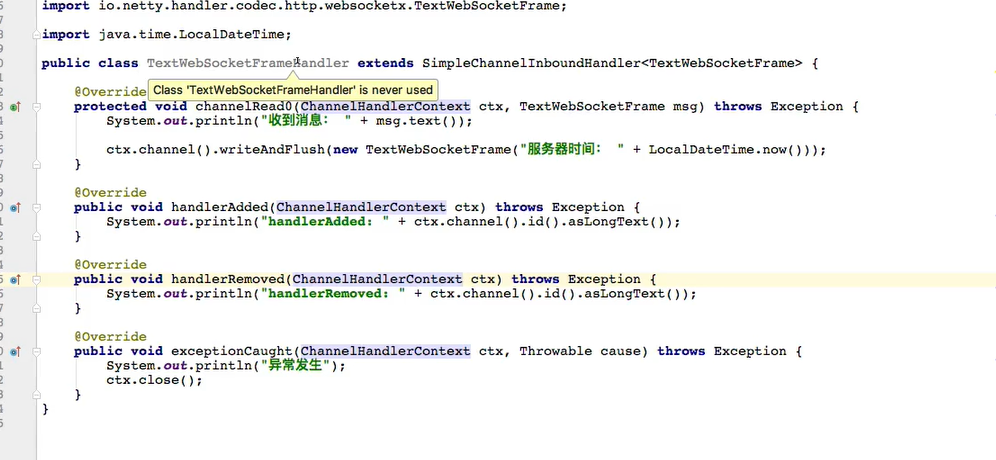 import io.netty.handler.codec.http.websocketx.TextWebSocketFrame;
import java.time.LocalDateTime;
public class TextWebSocketFrameHandler extends SimpleChannelInboundHandler<TextWebSocketFrame> {
Class 'TextWebSocketFrameHandler' is never used
@Override
protected void channelRead0(ChannelHandlerContext ctx, TextWebSocketFrame msg) throws Exception {
System.out.println("收到消息： " + msg.text());
ctx.channel().writeAndFlush(new TextWebSocketFrame("服务器时间： " + LocalDateTime.now()));
}
@Override
public void handlerAdded(ChannelHandlerContext ctx) throws Exception {
System.out.println("handlerAdded: " + ctx.channel().id().asLongText());
}
@Override
public void handlerRemoved(ChannelHandlerContext ctx) throws Exception {
System.out.println("handlerRemoved: " + ctx.channel().id().asLongText());
}
@Override
public void exceptionCaught(ChannelHandlerContext ctx, Throwable cause) throws Exception {
System.out.println("异常发生");
ctx.close();
}
}